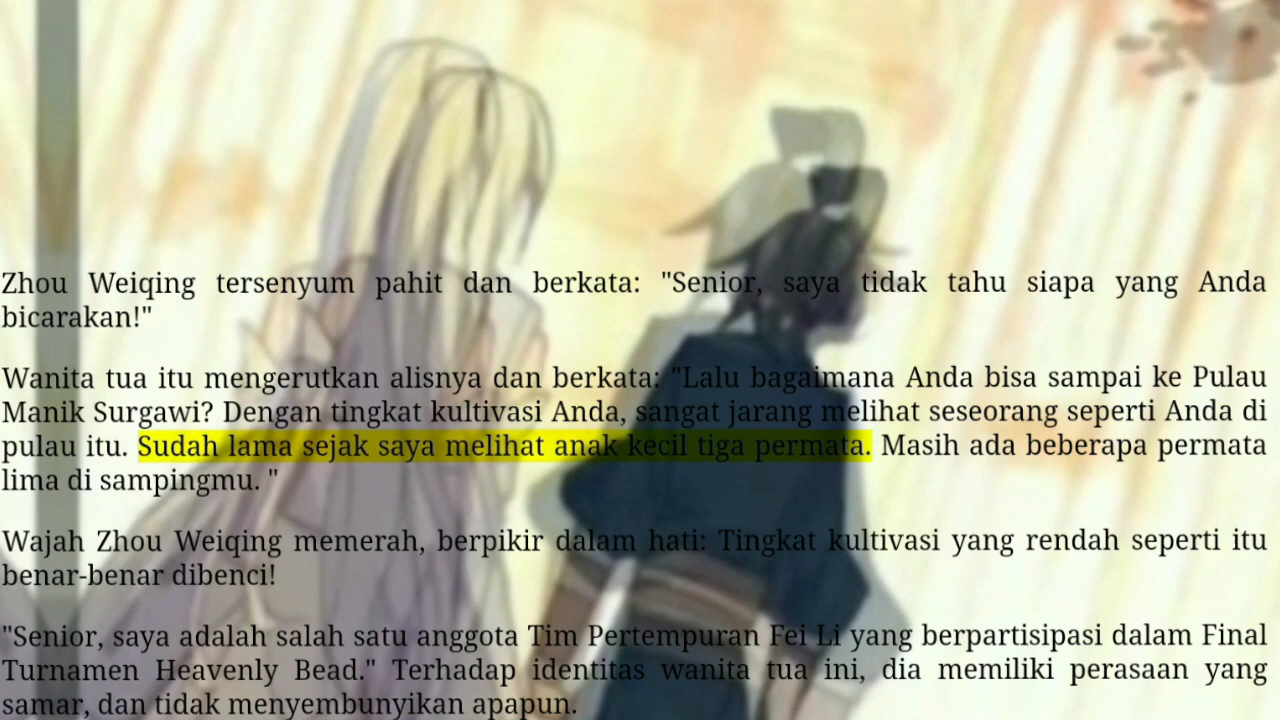 Zhou Weiqing tersenyum pahit dan berkata: "Senior, saya tidak tahu siapa yang Anda
bicarakan!"
Wanita tua itu mengerutkan alisnya dan berkata: "Lalu bagaimana Anda bisa sampai ke Pulau
Manik Surgawi? Dengan tingkat kultivasi Anda, sangat jarang melihat seseorang seperti Anda di
pulau itu. Sudah lama sejak saya melihat anak kecil tiga permata. Masih ada beberapa permata
lima di sampingmu. "
Wajah Zhou Weiqing memerah, berpikir dalam hati: Tingkat kultivasi yang rendah seperti itu
benar-benar dibenci!
"Senior, saya adalah salah satu anggota Tim Pertempuran Fei Li yang berpartisipasi dalam Final
Turnamen Heavenly Bead." Terhadap identitas wanita tua ini, dia memiliki perasaan yang
samar, dan tidak menyembunyikan apapun.